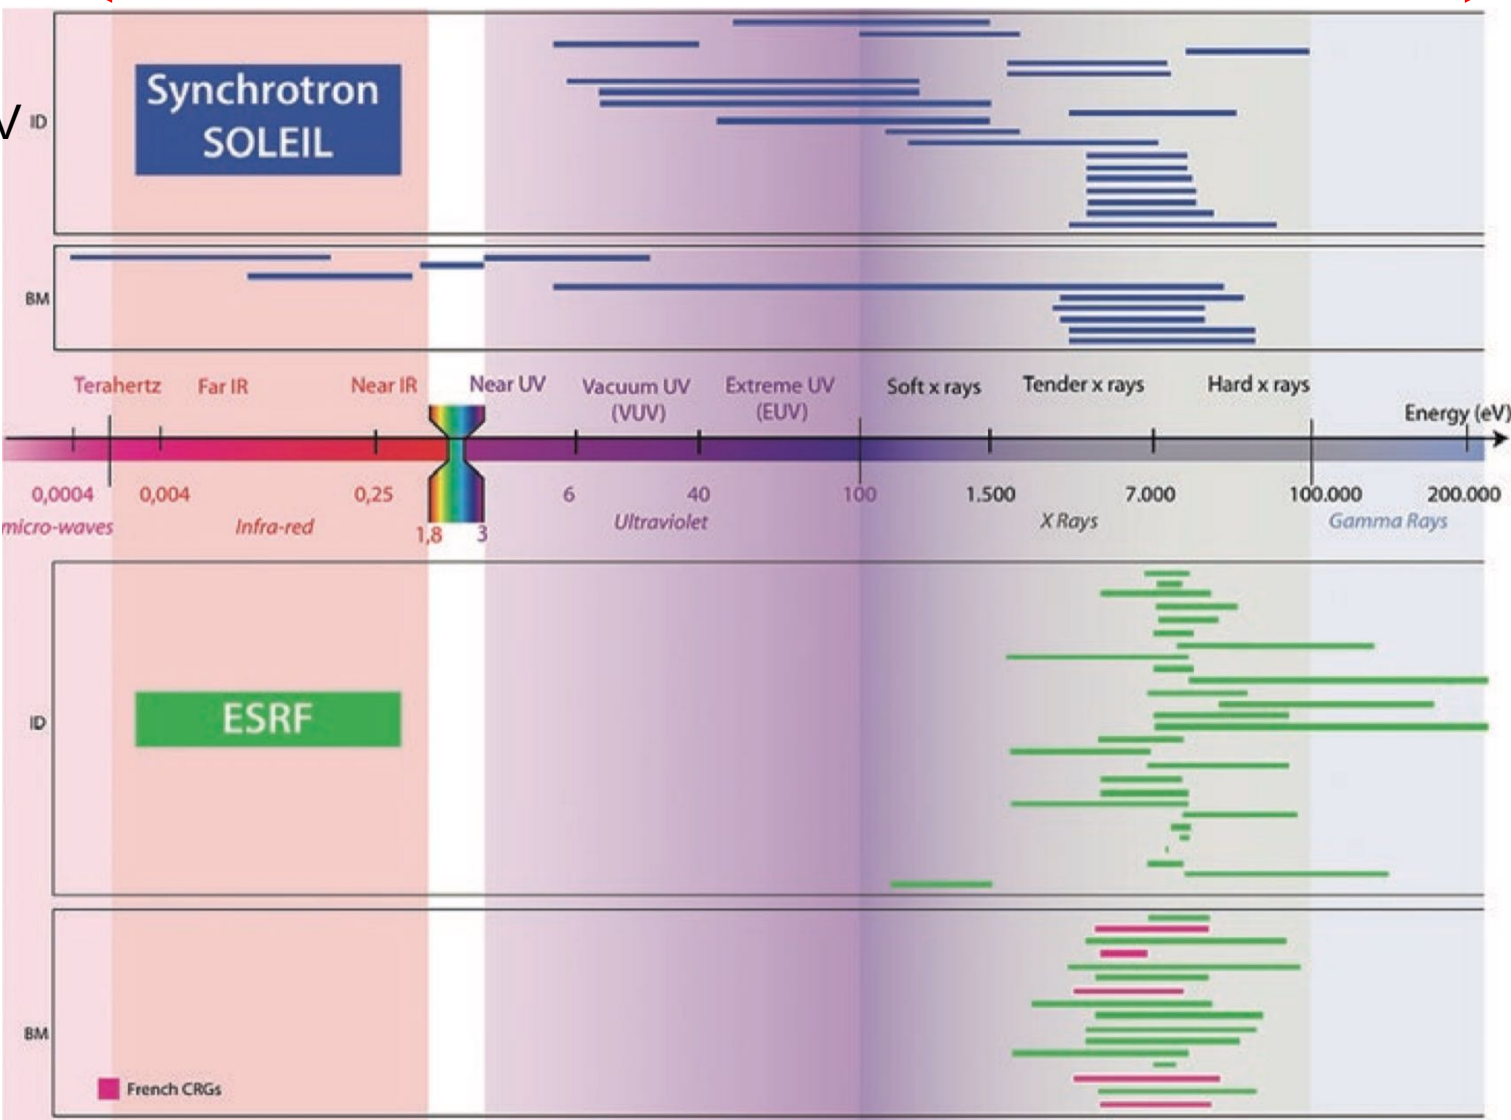 V
ID
Synchrotron
SOLEIL
BM
Terahertz Far IR Near IR Near UV Vacuum UV (VUV) Extreme UV (EUV) Soft x rays Tender x rays Hard x rays
Energy (eV)
0,0004 0,004 0,25 6 40 100 1.500 7.000 100.000 200.000
micro-waves Infra-red 1,8 3 Ultraviolet X Rays Gamma Rays
ID
ESRF
BM
French CRGs